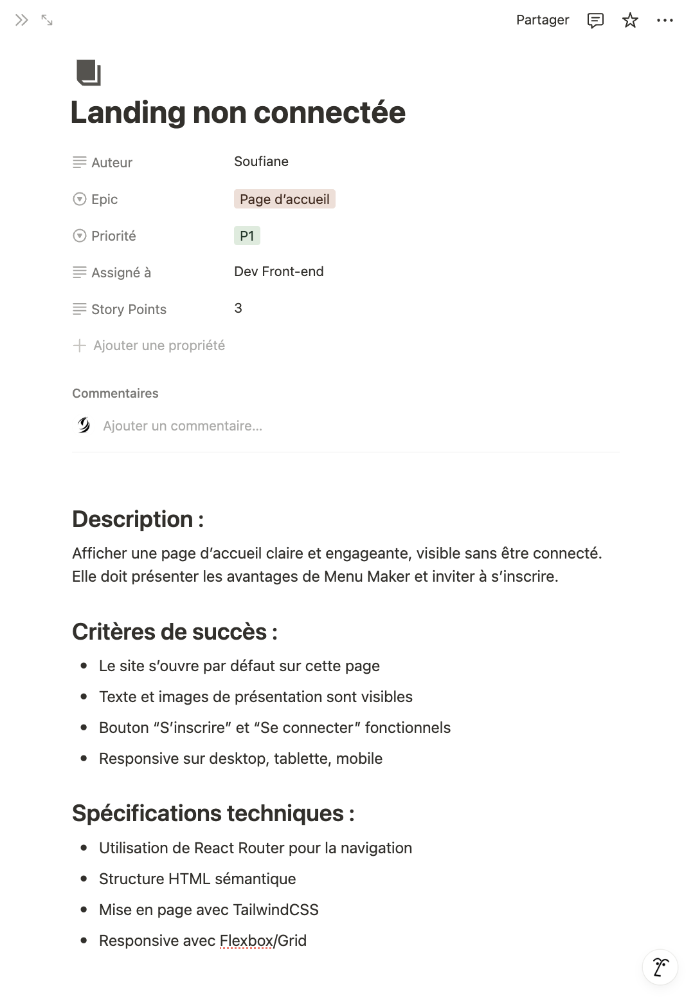 Partager
Landing non connectée
Auteur
Soufiane
Epic
Page d’accueil
Priorité
P1
Assigné à
Dev Front-end
Story Points
3
Ajouter une propriété
Commentaires
Ajouter un commentaire...
Description :
Afficher une page d’accueil claire et engageante, visible sans être connecté.
Elle doit présenter les avantages de Menu Maker et inviter à s’inscrire.
Critères de succès :
• Le site s’ouvre par défaut sur cette page
• Texte et images de présentation sont visibles
• Bouton “S’inscrire” et “Se connecter” fonctionnels
• Responsive sur desktop, tablette, mobile
Spécifications techniques :
• Utilisation de React Router pour la navigation
• Structure HTML sémantique
• Mise en page avec TailwindCSS
• Responsive avec Flexbox/Grid